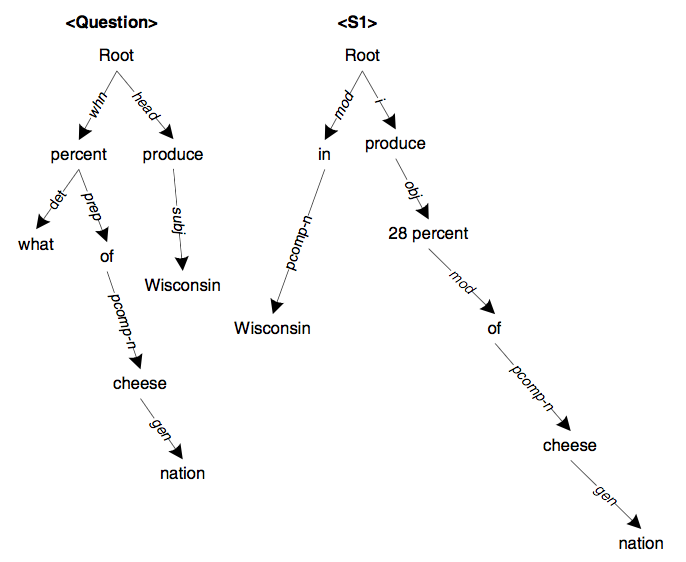 <Question> <S1>
Root Root
whn head mod i
percent produce in produce
det prep subj pcomp-n obj
what of 28 percent
Wisconsin mod
pcomp-n Wisconsin of
cheese pcomp-n
gen cheese
nation gen
nation